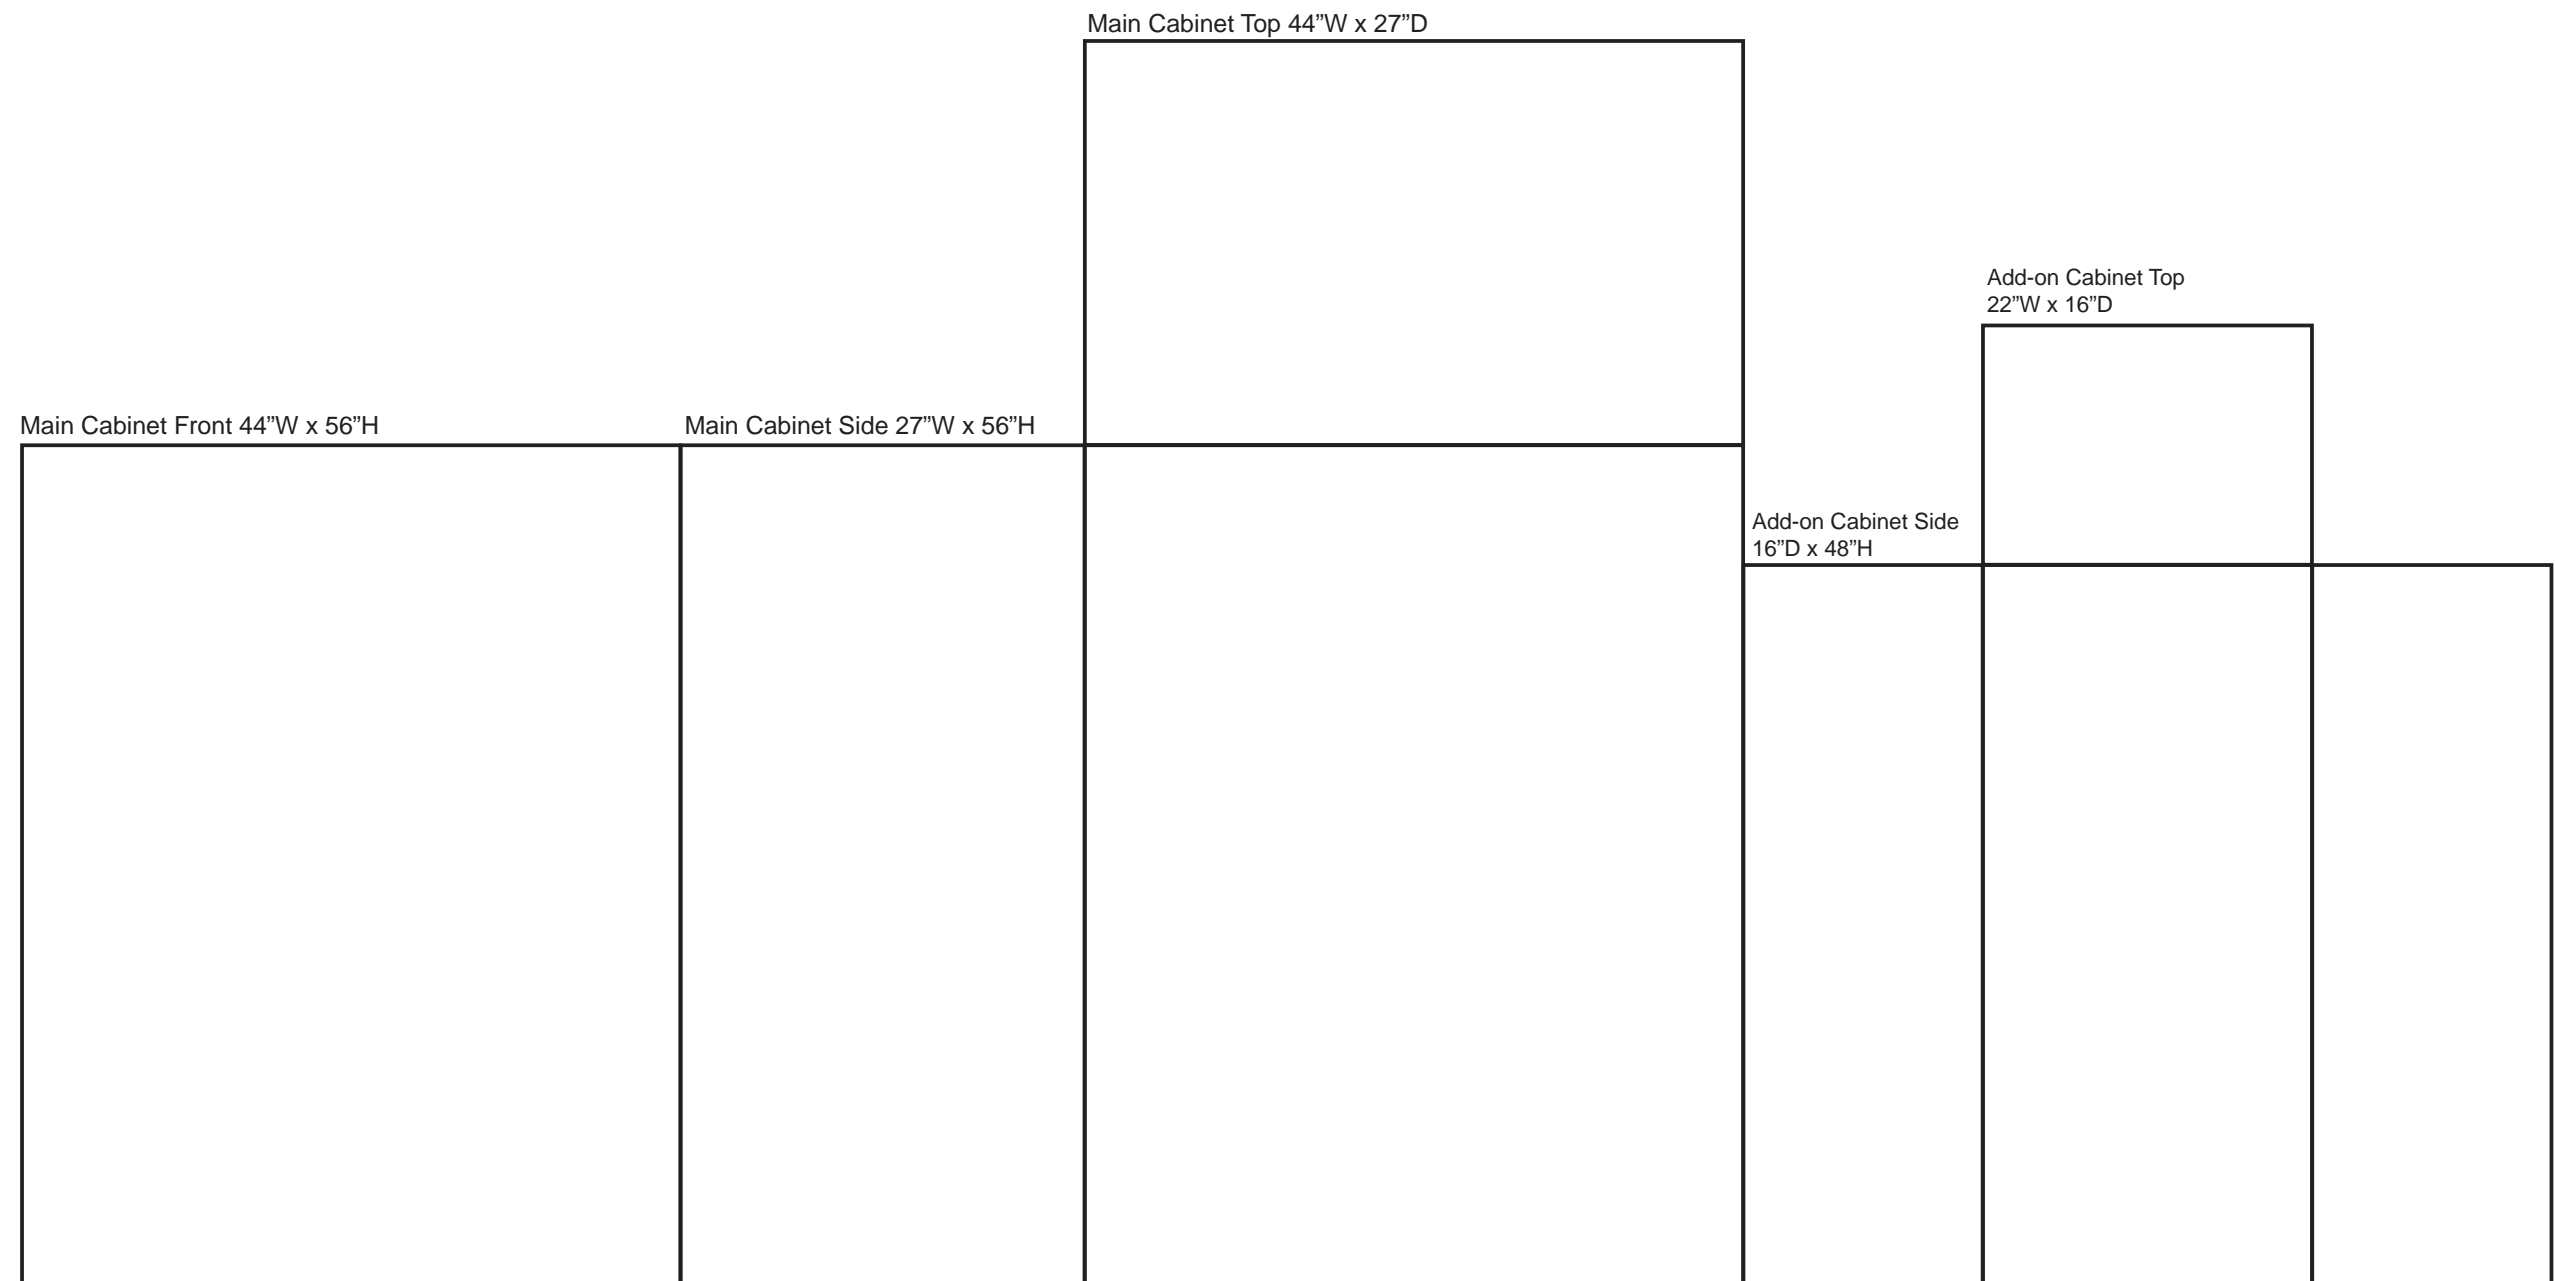 Main Cabinet Top 44”W x 27”D
Add-on Cabinet Top
22”W x 16”D
Main Cabinet Front 44”W x 56”H
Main Cabinet Side 27”W x 56”H
Add-on Cabinet Side
16”D x 48”H